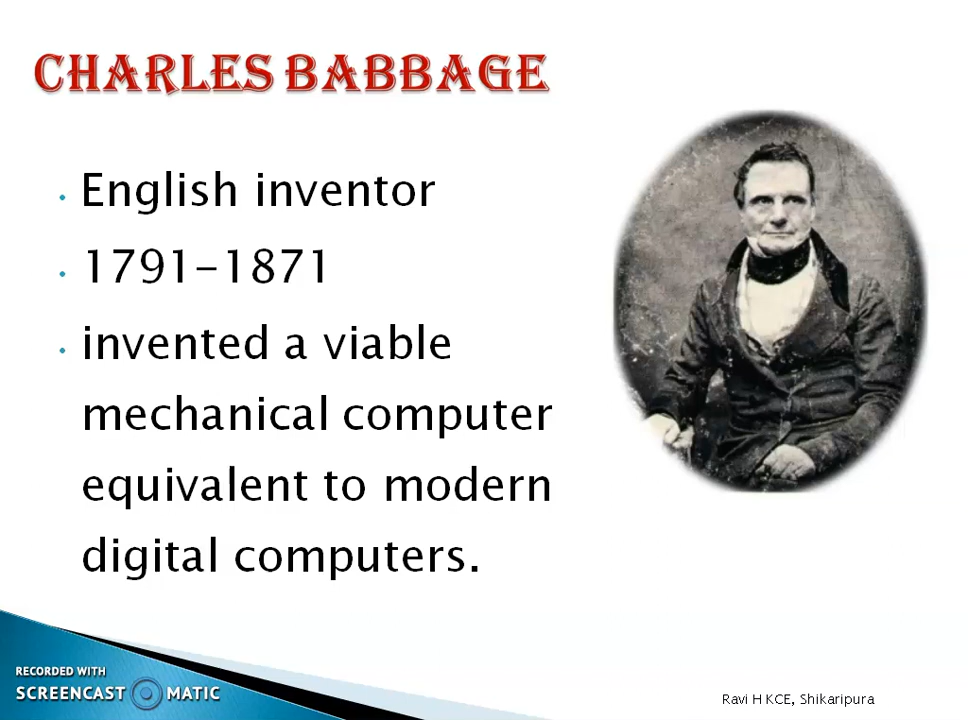 CHARLES BABBAGE
English inventor
1791-1871
invented a viable
mechanical computer
equivalent to modern
digital computers.
RECORDED WITH
SCREENCAST MATIC
Ravi H KCE, Shikaripura